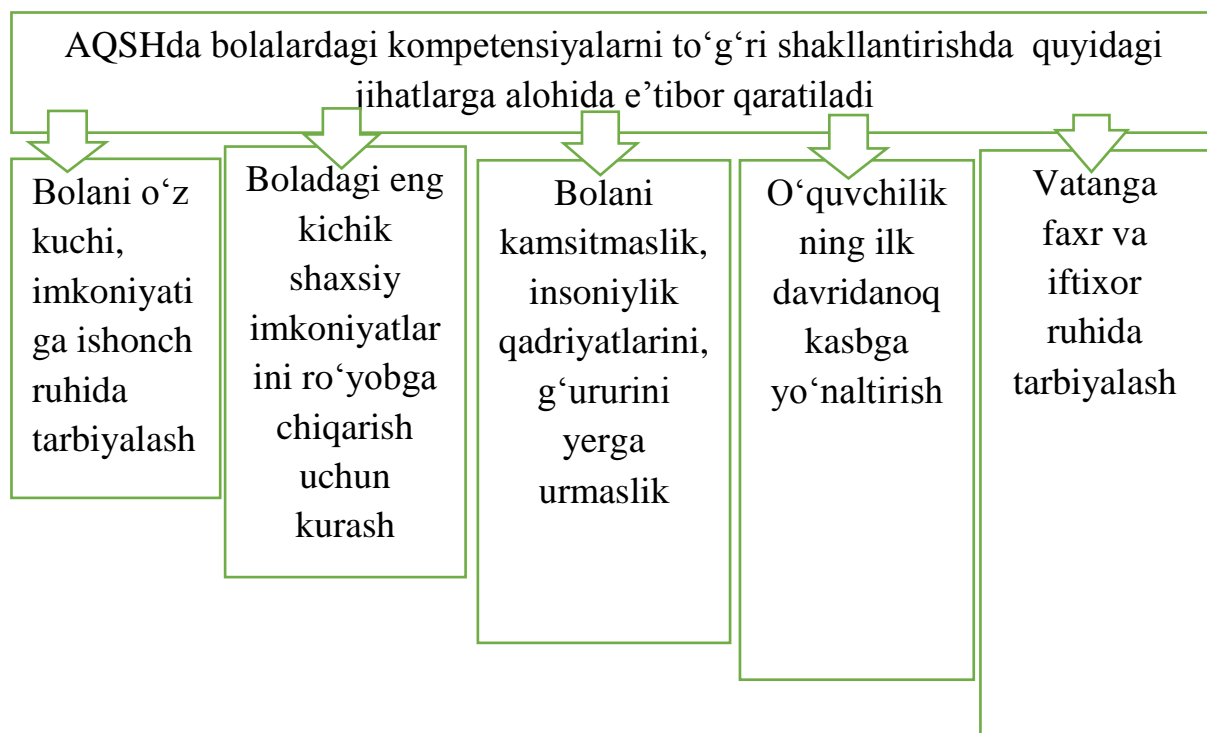 AQSHda bolalardagi kompetensiyalarni to‘g‘ri shakllantirishda quyidagi
jihatlarga alohida e’tibor qaratiladi
Bolani o‘z
kuchi,
imkoniyati
ga ishonch
ruhida
tarbiyalash
Boladagi eng
kichik
shaxsiy
imkoniyatlar
ini ro‘yobga
chiqarish
uchun
kurash
Bolani
kamsitmaslik,
insoniylik
qadriyatlarini,
g‘ururini
yerga
urmaslik
O‘quvchilik
ning ilk
davridanoq
kasbga
yo‘naltirish
Vatanga
faxr va
iftixor
ruhida
tarbiyalash